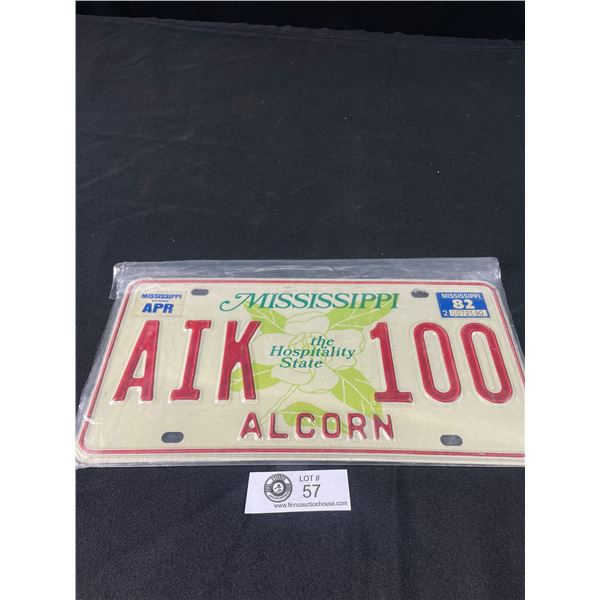 MISSISSIPPI
APR
MISSISSIPPI
MISSISSIPPI
82
AIK 100
the
Hospitality
State
ALCORN
LOT #
57
www.finnsauctionhouse.com